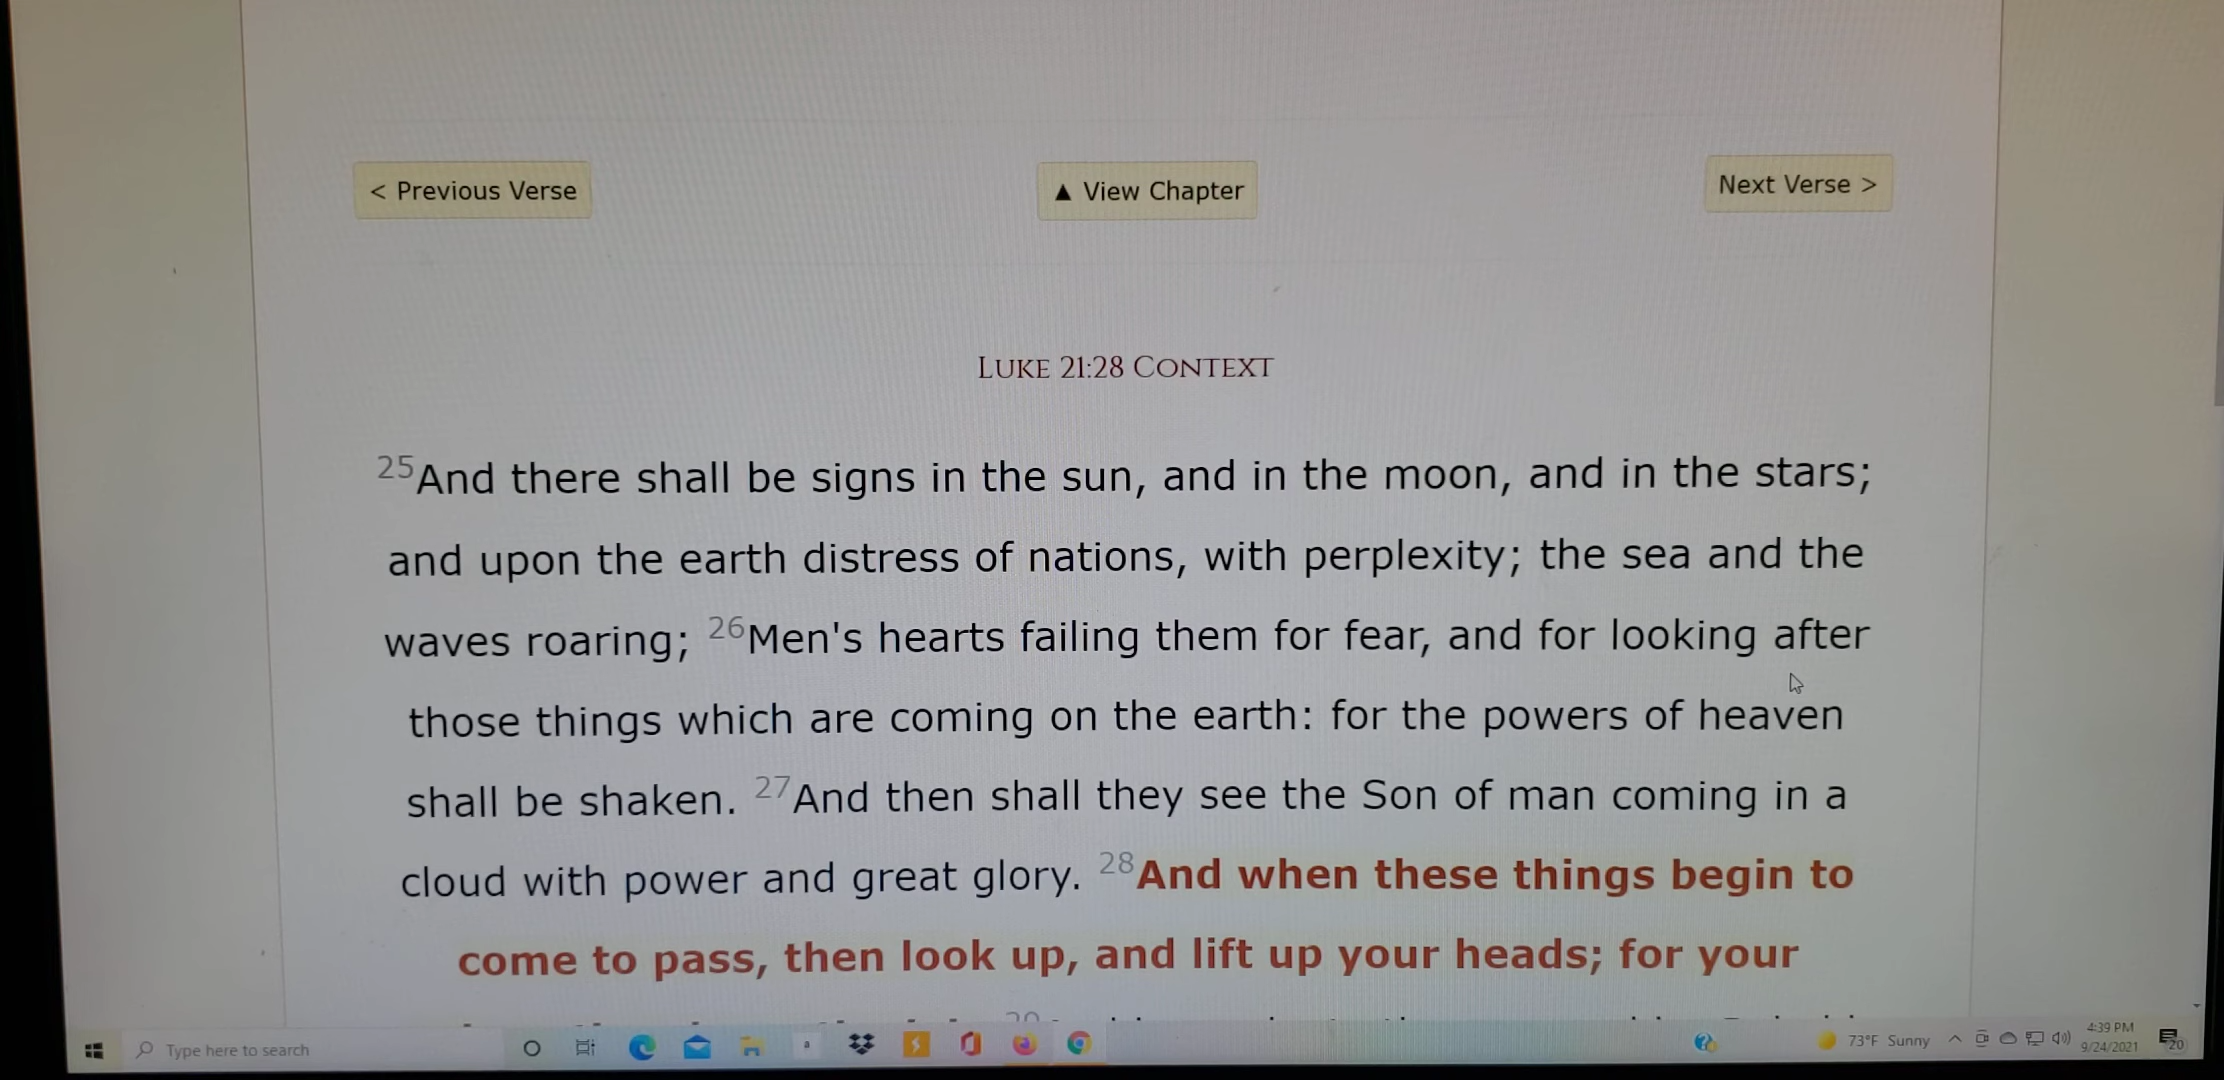 < Previous Verse
▲ View Chapter
Next Verse >
LUKE 21:28 CONTEXT
25And there shall be signs in the sun, and in the moon, and in the stars;
and upon the earth distress of nations, with perplexity; the sea and the
waves roaring; 26Men's hearts failing them for fear, and for looking after
those things which are coming on the earth: for the powers of heaven
shall be shaken. 27And then shall they see the Son of man coming in a
cloud with power and great glory. 28And when these things begin to
come to pass, then look up, and lift up your heads; for your
Type here to search
a
73°F Sunny
4:39 PM
9/24/2021
20